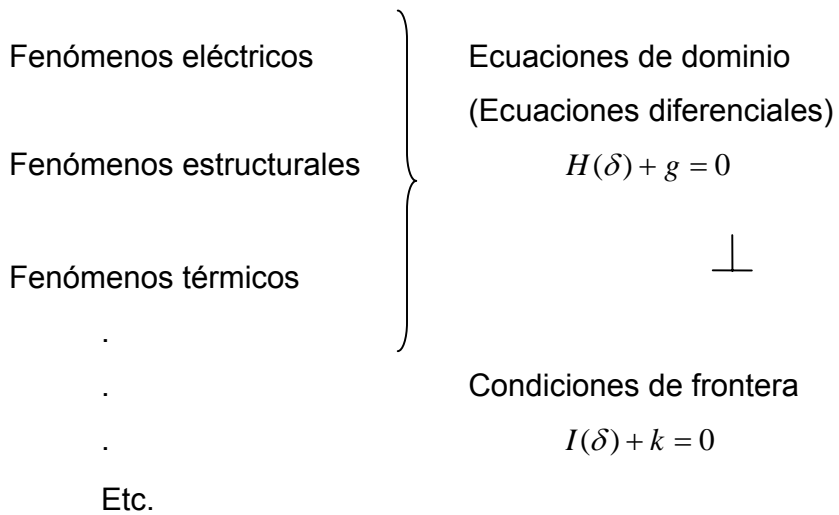 Fenómenos eléctricos
Fenómenos estructurales
Fenómenos térmicos
.
.
.
Etc.
Ecuaciones de dominio
(Ecuaciones diferenciales)
H(δ) + g = 0
⊥
Condiciones de frontera
I(δ) + k = 0